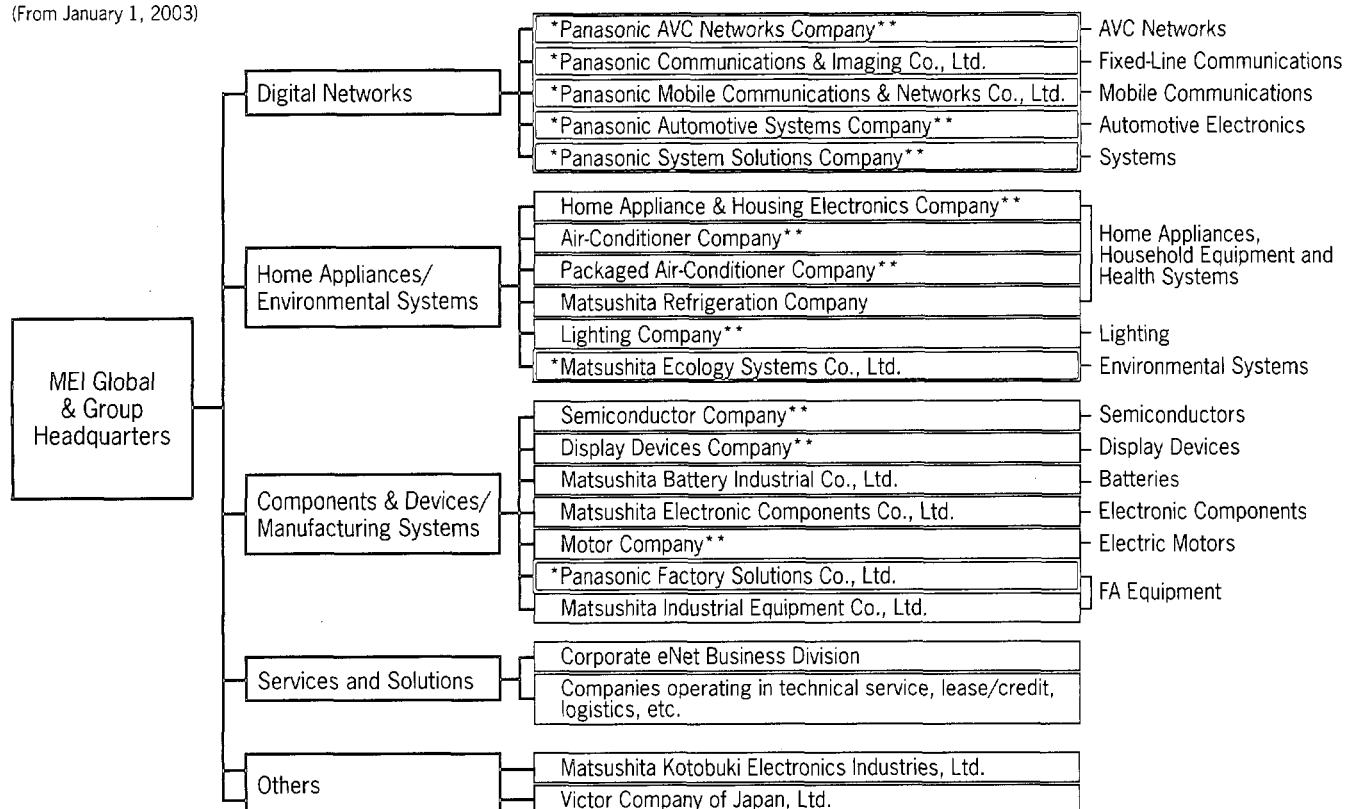 (From January 1, 2003)
MEI Global
& Group
Headquarters
Digital Networks
*Panasonic AVC Networks Company**
AVC Networks
*Panasonic Communications & Imaging Co., Ltd.
Fixed-Line Communications
*Panasonic Mobile Communications & Networks Co., Ltd.
Mobile Communications
*Panasonic Automotive Systems Company**
Automotive Electronics
*Panasonic System Solutions Company**
Systems
Home Appliances/
Environmental Systems
Home Appliance & Housing Electronics Company**
Air-Conditioner Company**
Packaged Air-Conditioner Company**
Matsushita Refrigeration Company
Home Appliances,
Household Equipment and
Health Systems
Lighting Company**
Lighting
*Matsushita Ecology Systems Co., Ltd.
Environmental Systems
Components & Devices/
Manufacturing Systems
Semiconductor Company**
Semiconductors
Display Devices Company**
Display Devices
Matsushita Battery Industrial Co., Ltd.
Batteries
Matsushita Electronic Components Co., Ltd.
Electronic Components
Motor Company**
Electric Motors
*Panasonic Factory Solutions Co., Ltd.
Matsushita Industrial Equipment Co., Ltd.
FA Equipment
Services and Solutions
Corporate eNet Business Division
Companies operating in technical service, lease/credit,
logistics, etc.
Others
Matsushita Kotobuki Electronics Industries, Ltd.
Victor Company of Japan, Ltd.